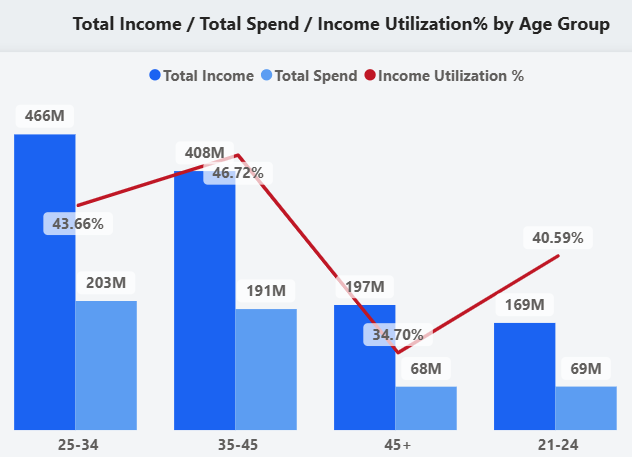 Total Income / Total Spend / Income Utilization% by Age Group
Total Income Total Spend Income Utilization %
466M
408M
46.72%
43.66%
40.59%
203M
191M
197M
169M
34.70%
68M
69M
25-34 35-45 45+ 21-24